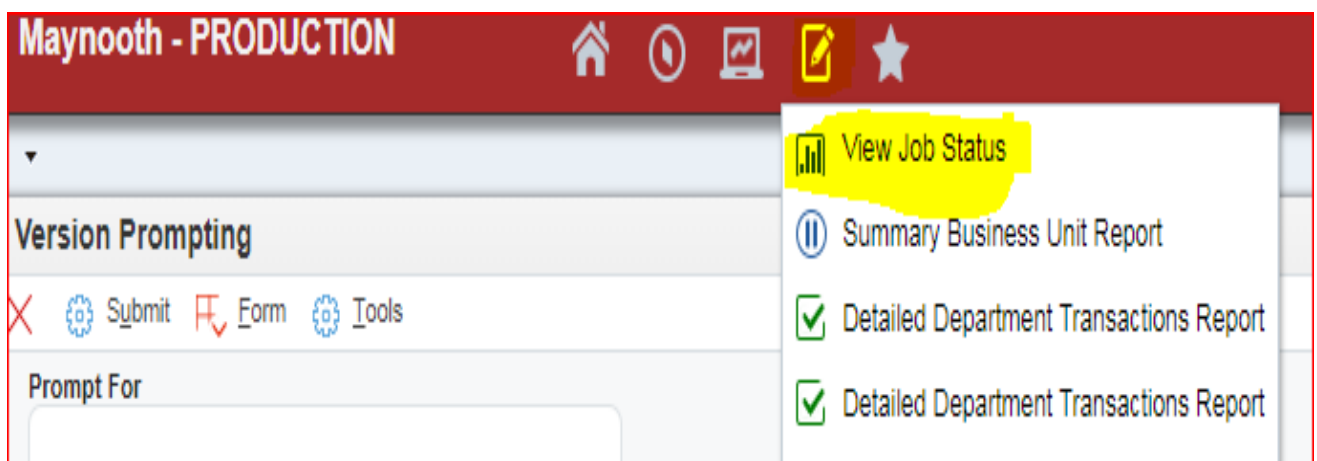 Maynooth - PRODUCTION
View Job Status
Version Prompting
Summary Business Unit Report
Submit Form Tools
Detailed Department Transactions Report
Prompt For
Detailed Department Transactions Report